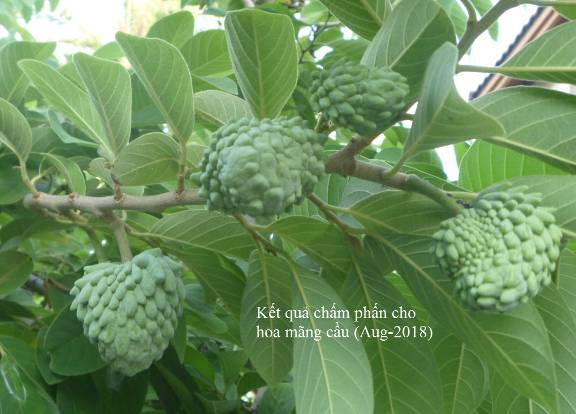 Kết quả chấm phấn cho
hoa mãng cầu (Aug-2018)